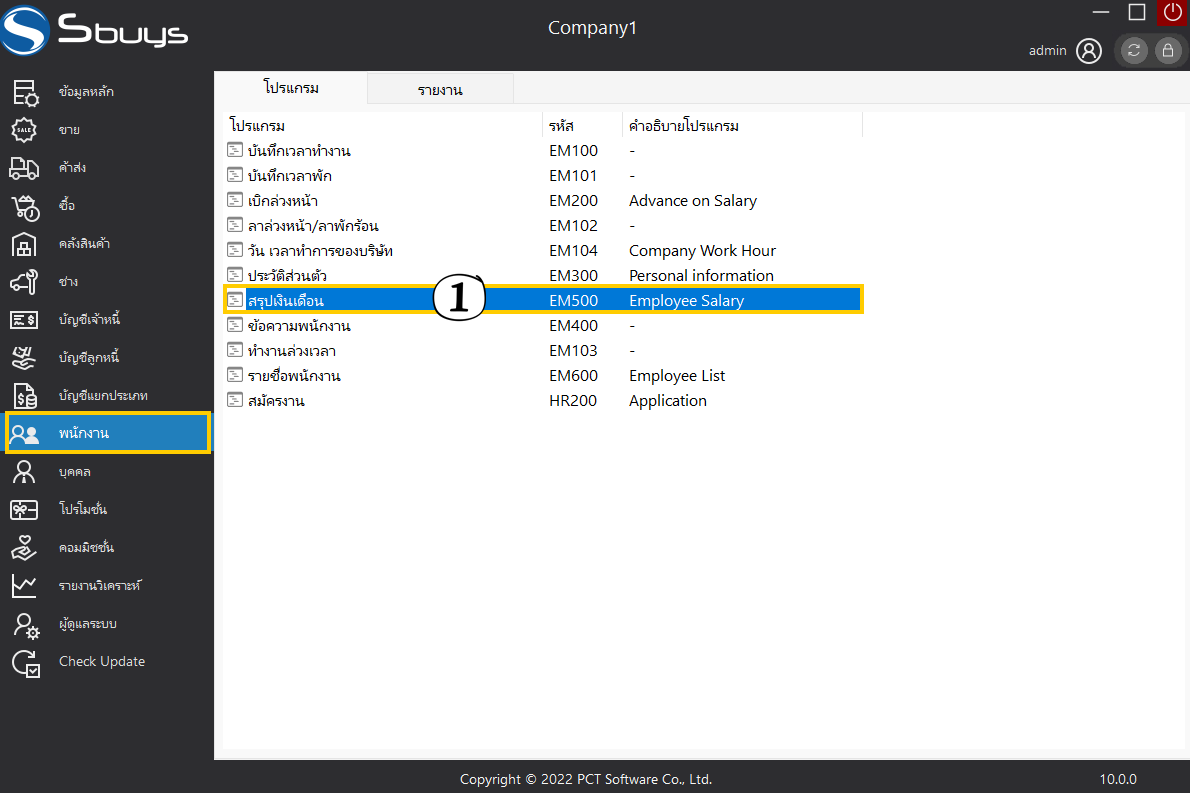 Sbuys
Company1
admin
ข้อมูลหลัก
ขาย
SALE
ค้าส่ง
ซื้อ
คลังสินค้า
ช่าง
บัญชีเจ้าหนี้
บัญชีลูกหนี้
บัญชีแยกประเภท
พนักงาน
บุคคล
โปรโมชั่น
คอมมิชชั่น
รายงานวิเคราะห์
ผู้ดูแลระบบ
Check Update
โปรแกรม รายงาน
โปรแกรม รหัส คำอธิบายโปรแกรม
บันทึกเวลาทำงาน EM100 -
บันทึกเวลาพัก EM101 -
เบิกล่วงหน้า EM200 Advance on Salary
ลาล่วงหน้า/ลาพักร้อน EM102 -
วัน เวลาทำการของบริษัท EM104 Company Work Hour
ประวัติส่วนตัว EM300 Personal information
สรุปเงินเดือน 1 EM500 Employee Salary
ข้อความพนักงาน EM400 -
ทำงานล่วงเวลา EM103 -
รายชื่อพนักงาน EM600 Employee List
สมัครงาน HR200 Application
Copyright © 2022 PCT Software Co., Ltd. 10.0.0